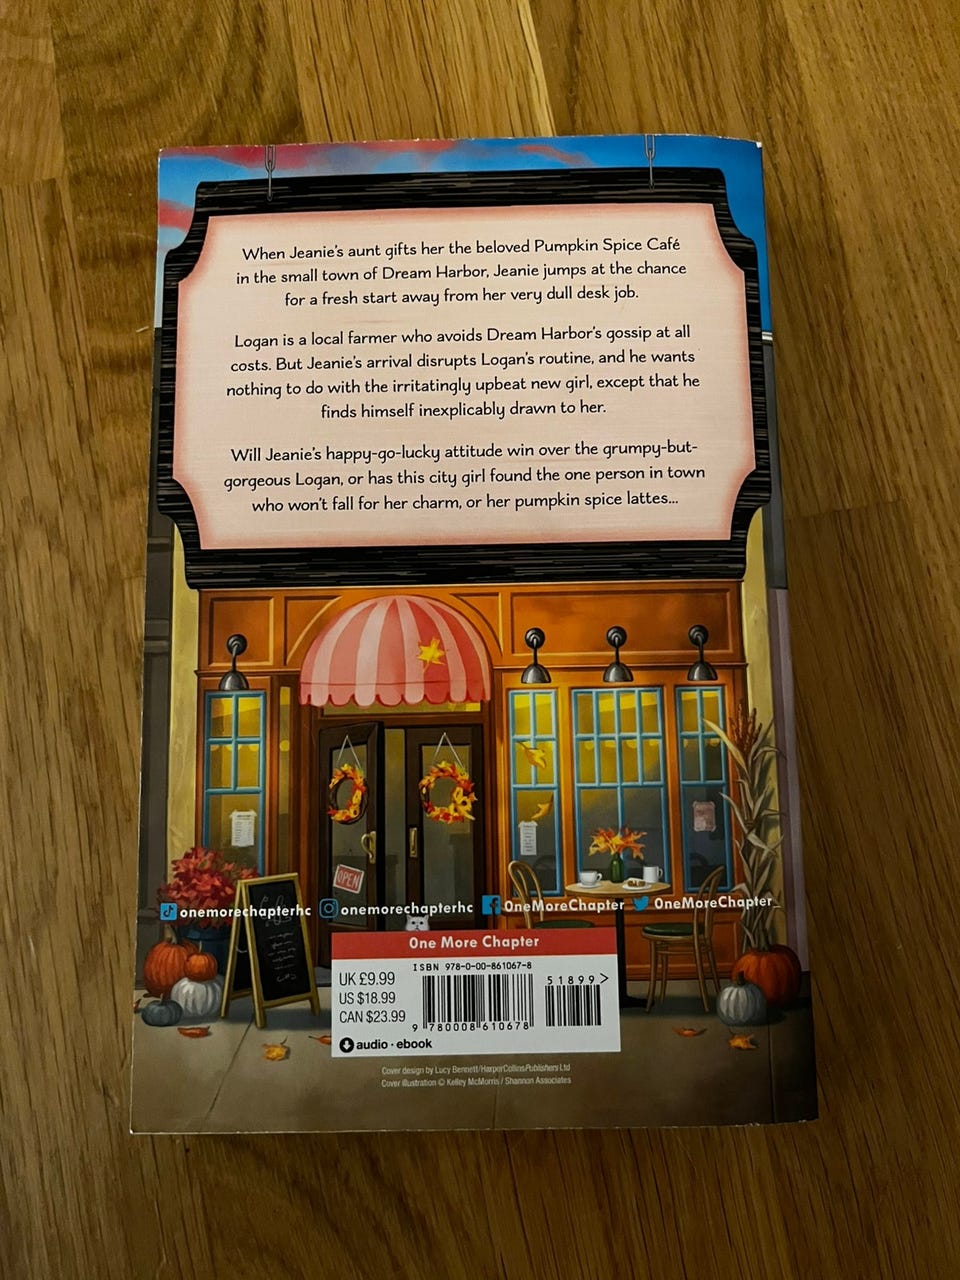 When Jeanie's aunt gifts her the beloved Pumpkin Spice Café
in the small town of Dream Harbor, Jeanie jumps at the chance
for a fresh start away from her very dull desk job.
Logan is a local farmer who avoids Dream Harbor's gossip at all
costs. But Jeanie's arrival disrupts Logan's routine, and he wants
nothing to do with the irritatingly upbeat new girl, except that he
finds himself inexplicably drawn to her.
Will Jeanie's happy-go-lucky attitude win over the grumpy-but-
gorgeous Logan, or has this city girl found the one person in town
who won't fall for her charm, or her pumpkin spice lattes...
OPEN
onemorechapterhc onemorechapterhc OneMoreChapter OneMoreChapter_
One More Chapter
ISBN 978-0-00-861067-8
UK £9.99
US $18.99
CAN $23.99
51899>
9 780008 610678
audio · ebook
Cover design by Lucy Bennett/HarperCollinsPublishers Ltd
Cover illustration © Kelley McMorris / Shannon Associates